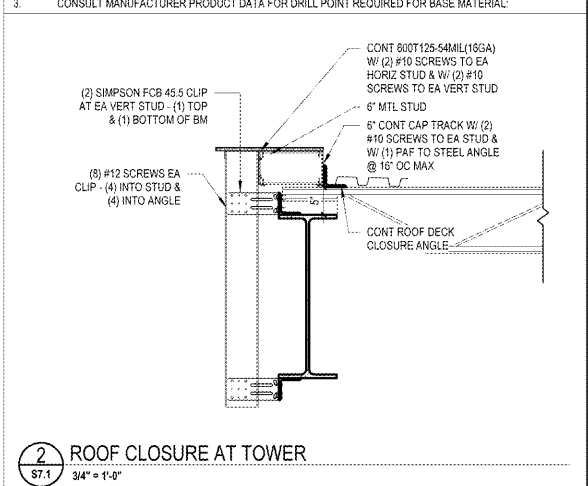 3. CONSULT MANUFACTURER PRODUCT DATA FOR DRILL POINT REQUIRED FOR BASE MATERIAL:
CONT 600T125-54MIL(16GA)
W/ (2) #10 SCREWS TO EA
HORIZ STUD & W/ (2) #10
SCREWS TO EA VERT STUD
(2) SIMPSON FCB 45.5 CLIP
AT EA VERT STUD - (1) TOP
& (1) BOTTOM OF BM
6" MTL STUD
6" CONT CAP TRACK W/ (2)
#10 SCREWS TO EA STUD &
W/ (1) PAF TO STEEL ANGLE
@ 16" OC MAX
(8) #12 SCREWS EA
CLIP - (4) INTO STUD &
(4) INTO ANGLE
CONT ROOF DECK
CLOSURE ANGLE
2
S7.1
ROOF CLOSURE AT TOWER
3/4" = 1'-0"